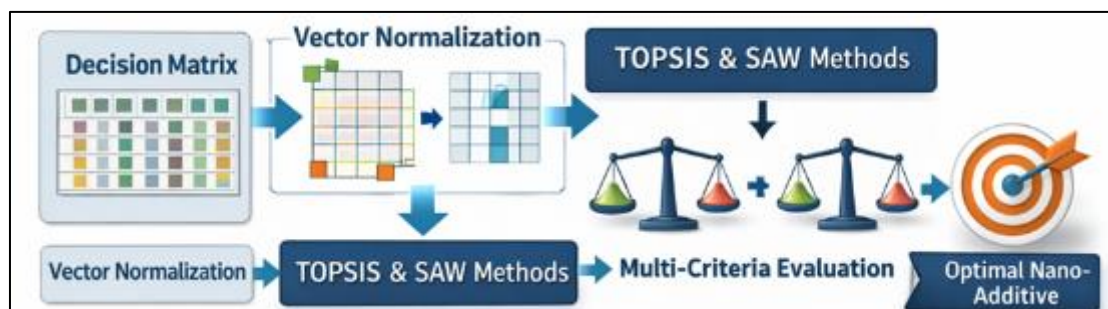 Decision Matrix
Vector Normalization
TOPSIS & SAW Methods
Vector Normalization
TOPSIS & SAW Methods
Multi-Criteria Evaluation
Optimal Nano-
Additive